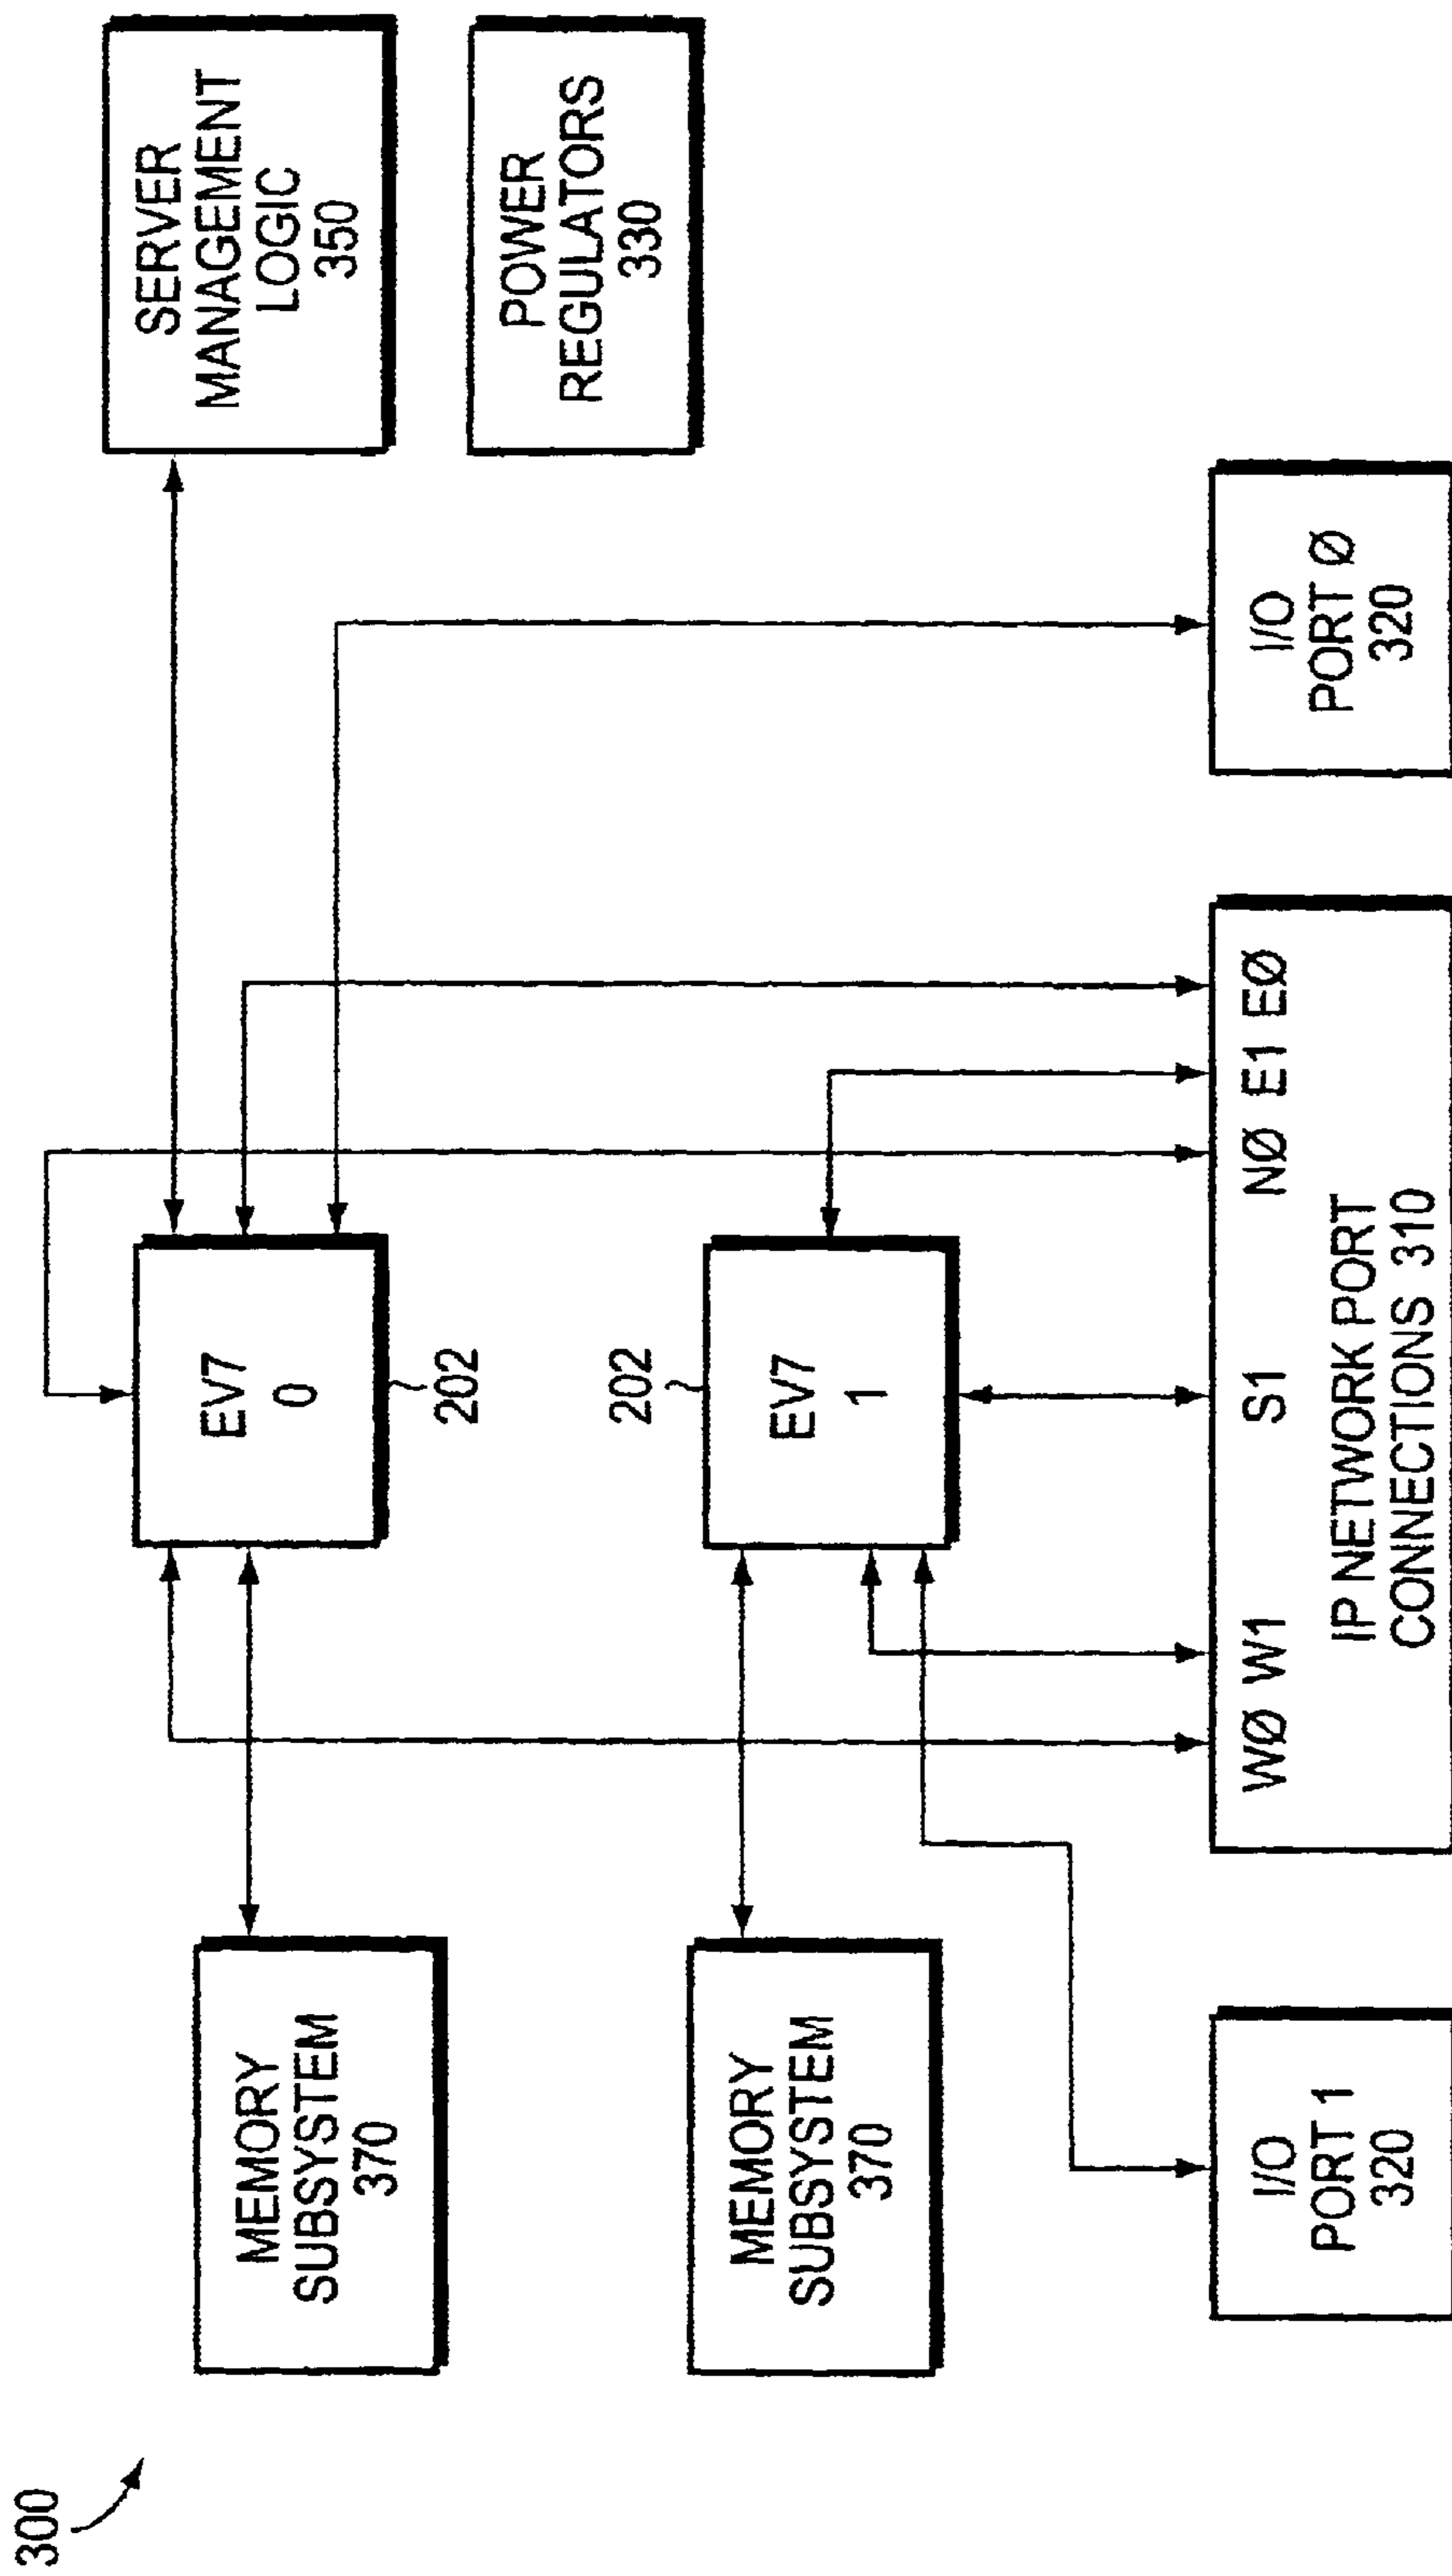 300
MEMORY
SUBSYSTEM
370
EV7
0
202
SERVER
MANAGEMENT
LOGIC
350
MEMORY
SUBSYSTEM
370
202
EV7
1
POWER
REGULATORS
330
I/O
PORT 1
320
WØ W1 S1 NØ E1 EØ
IP NETWORK PORT
CONNECTIONS 310
I/O
PORT Ø
320